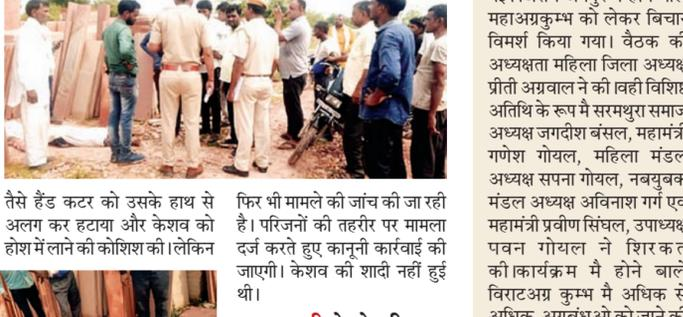 तैसे हैंड कटर को उसके हाथ से
अलग कर हटाया और केशव को
होश में लाने की कोशिश की। लेकिन
फिर भी मामले की जांच की जा रही
है। परिजनों की तहरीर पर मामला
दर्ज करते हुए कानूनी कार्रवाई की
जाएगी। केशव की शादी नहीं हुई
थी।
महाअग्रकुम्भ को लेकर बिचार
विमर्श किया गया। वैठक की
अध्यक्षता महिला जिला अध्यक्ष
प्रीती अग्रवाल ने की।वही विशिष्ठ
अतिथि के रूप मै सरमथुरा समाज
अध्यक्ष जगदीश बंसल, महामंत्री
गणेश गोयल, महिला मंडल
अध्यक्ष सपना गोयल, नबयुबक
मंडल अध्यक्ष अविनाश गर्ग एव
महामंत्री प्रवीण सिंघल, उपाध्यक्ष
पवन गोयल ने शिरकत
की।कार्यक्रम मै होने बाले
विराटअग्र कुम्भ मै अधिक से